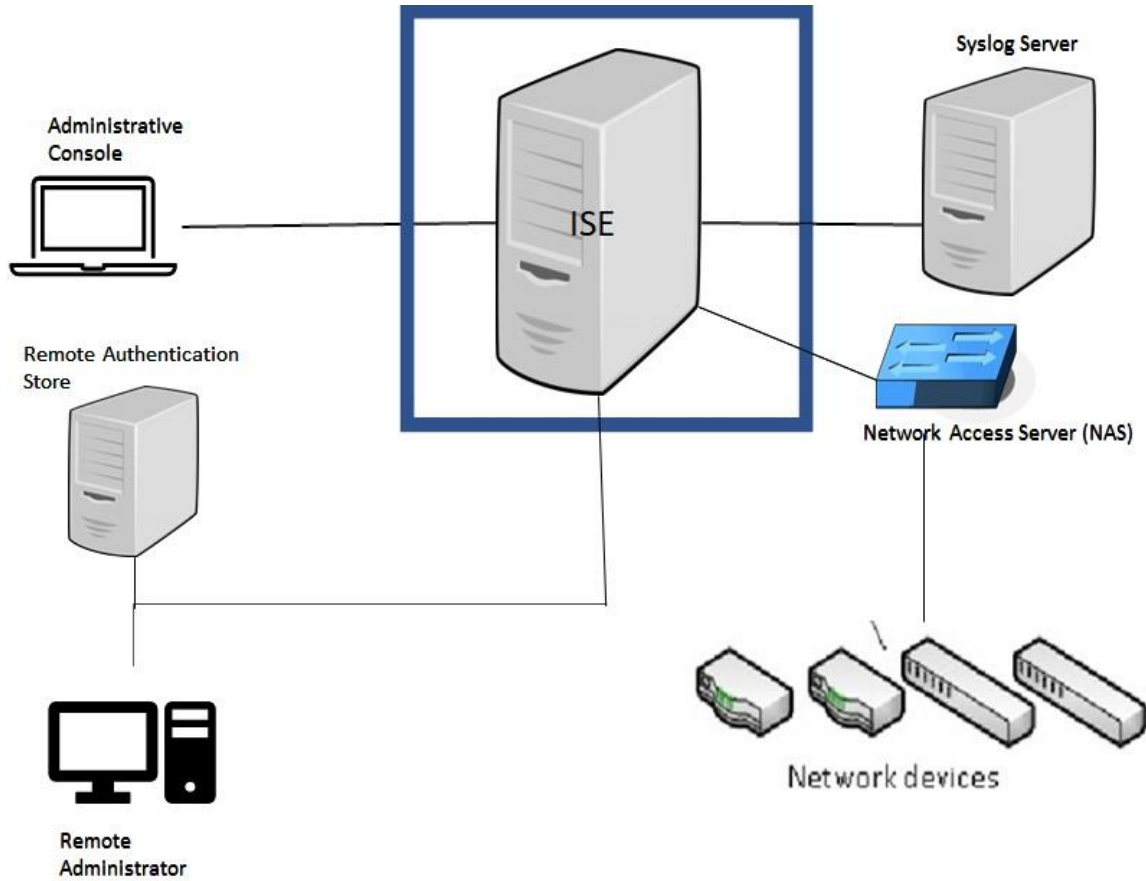 Syslog Server
Administrative
Console
ISE
Remote Authentication
Store
Network Access Server (NAS)
Network devices
Remote
Administrator